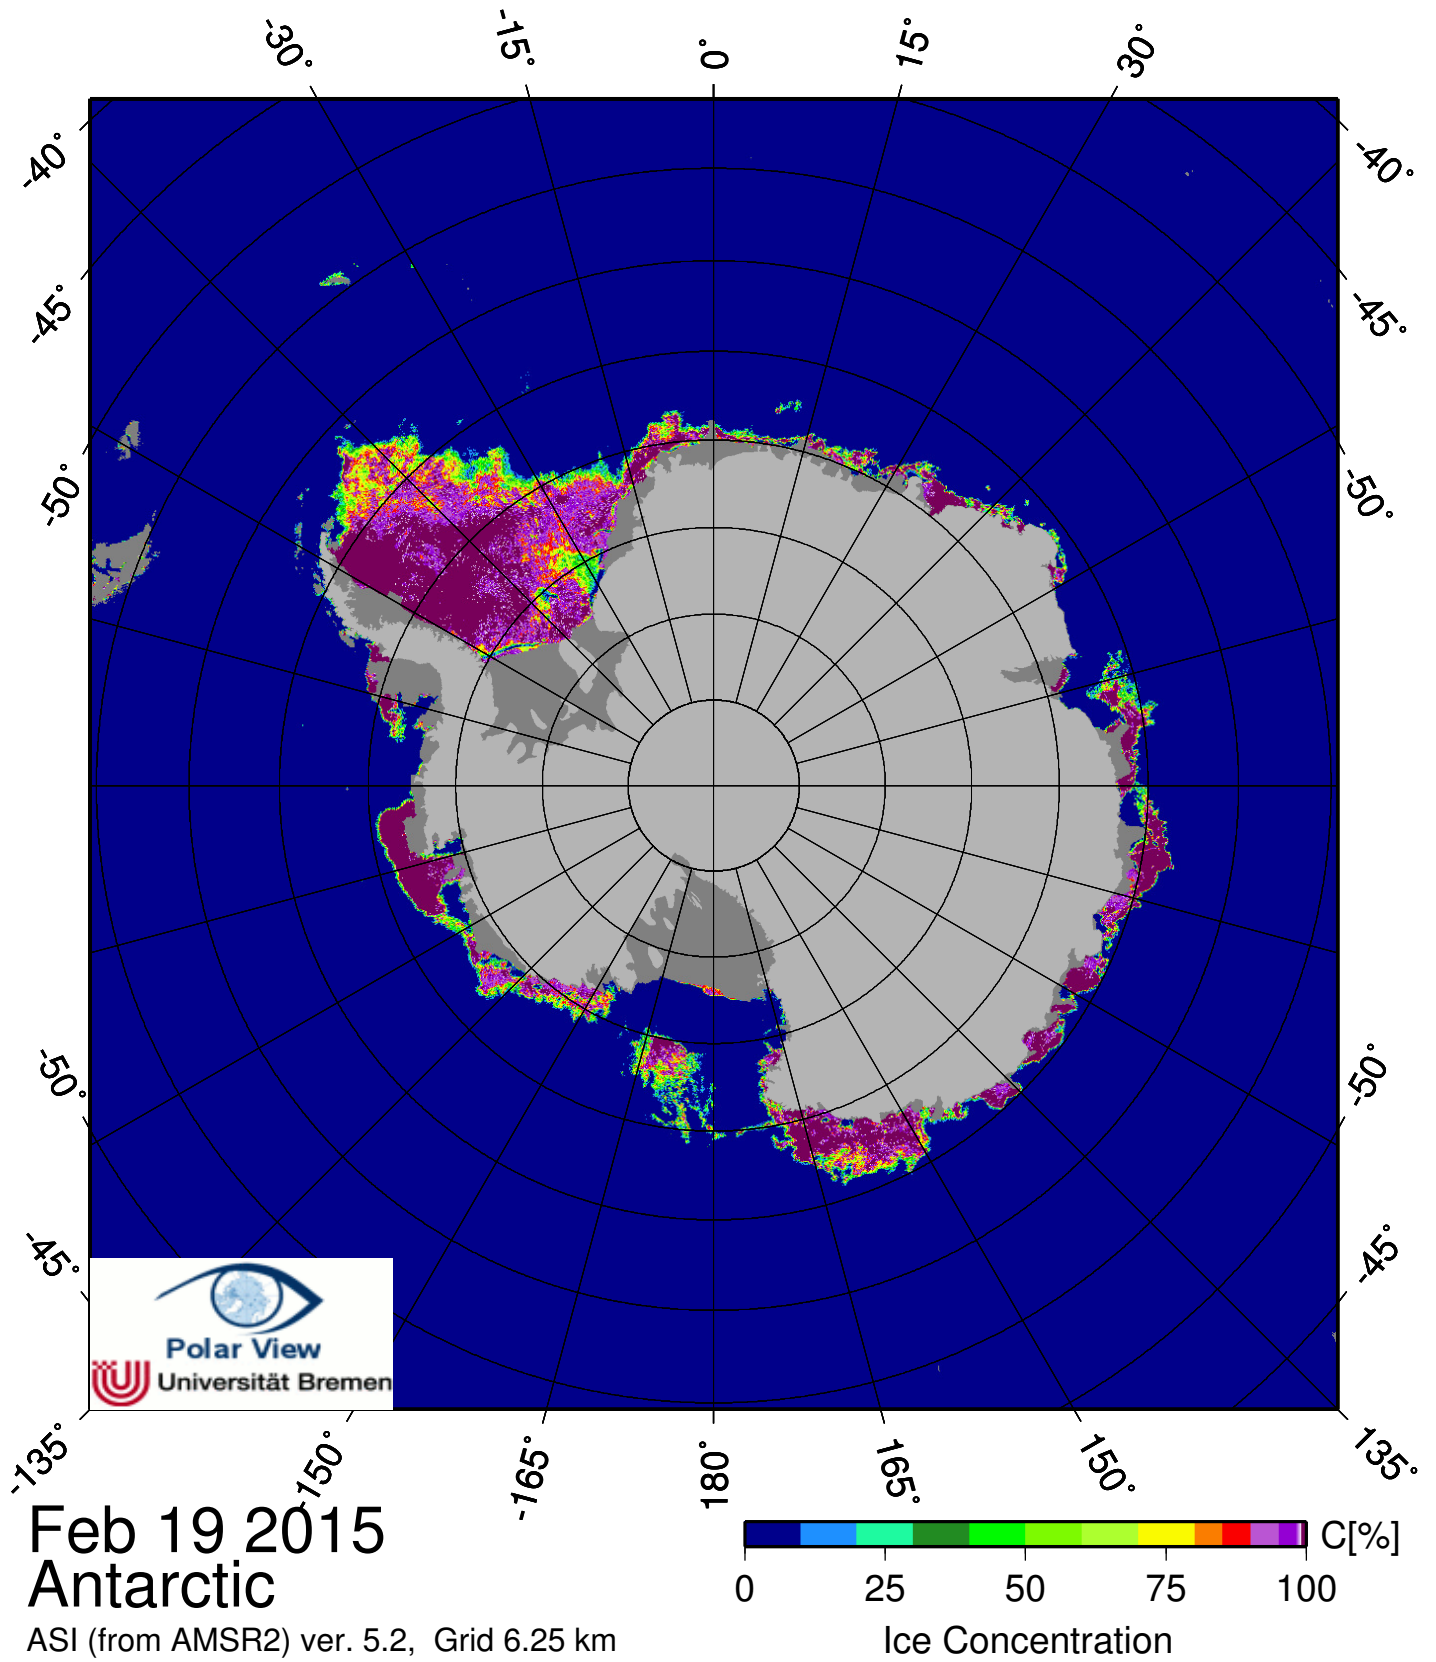 -30° -15° 0° 15° 30°
-40° -40°
-45° -45°
-50° -50°
-50° -50°
-45° -45°
Polar View
Universität Bremen
-135° -150° -165° 180° 165° 150° 135°
Feb 19 2015
Antarctic
ASI (from AMSR2) ver. 5.2, Grid 6.25 km
C[%]
0 25 50 75 100
Ice Concentration